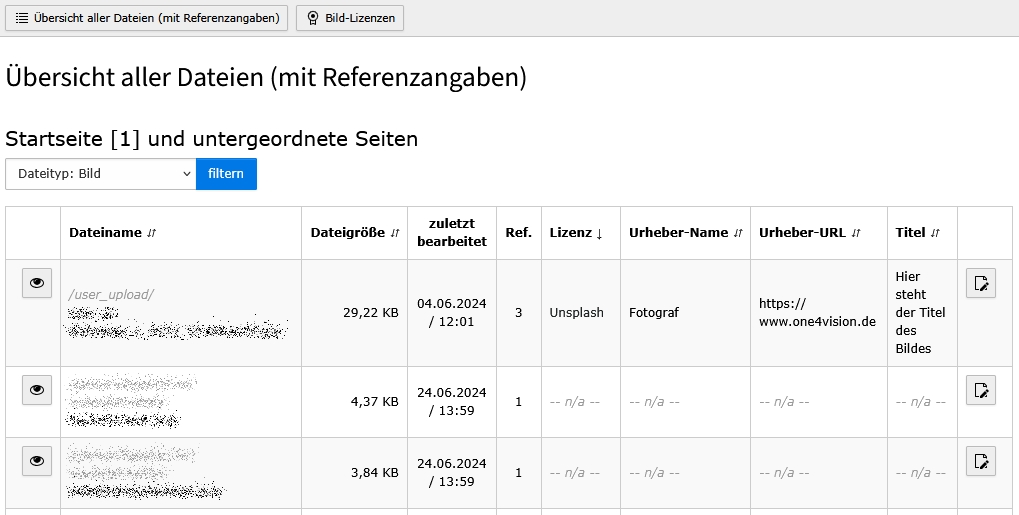 Übersicht aller Dateien (mit Referenzangaben) Bild-Lizenzen
Übersicht aller Dateien (mit Referenzangaben)
Startseite [1] und untergeordnete Seiten
Dateityp: Bild filtern
Dateiname Dateigröße zuletzt bearbeitet Ref. Lizenz Urheber-Name Urheber-URL Titel
/user_upload/ 29,22 KB 04.06.2024 / 12:01 3 Unsplash Fotograf https://www.one4vision.de Hier steht der Titel des Bildes
4,37 KB 24.06.2024 / 13:59 1 -- n/a -- -- n/a -- -- n/a -- -- n/a --
3,84 KB 24.06.2024 / 13:59 1 -- n/a -- -- n/a -- -- n/a -- -- n/a --